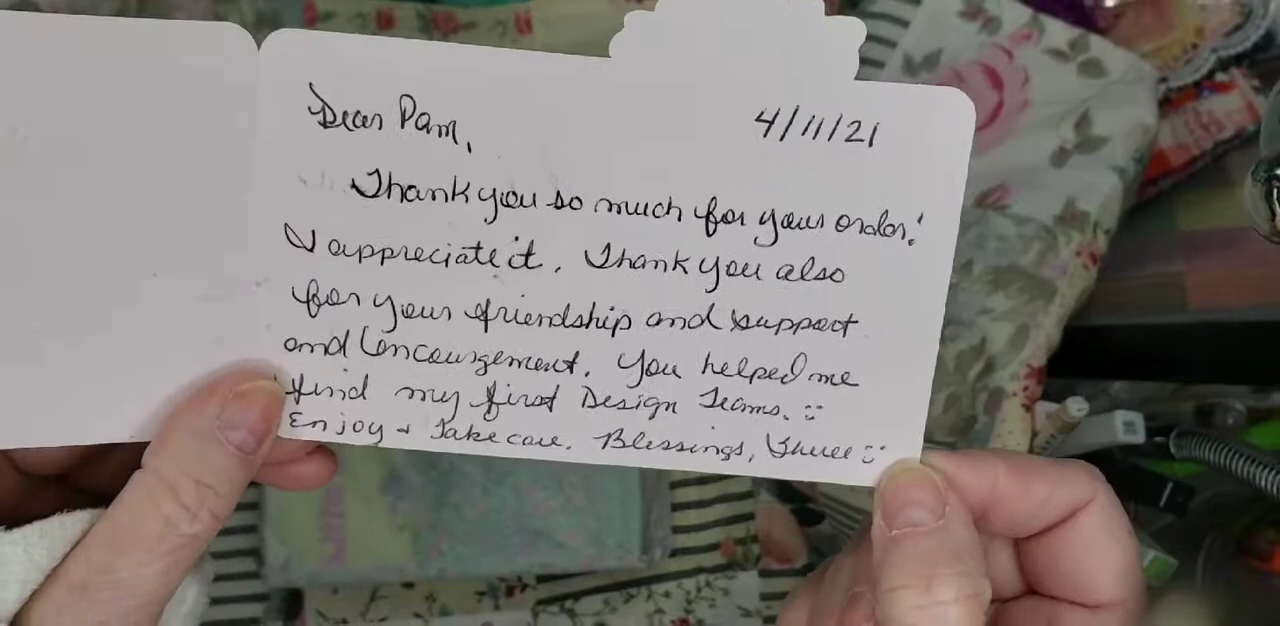 Dear Pam,
4/11/21
Thank you so much for your order!
I appreciate it. Thank you also
for your friendship and support
and Encourgement. You helped me
find my first Design Teams. :)
Enjoy + Take care. Blessings, :)